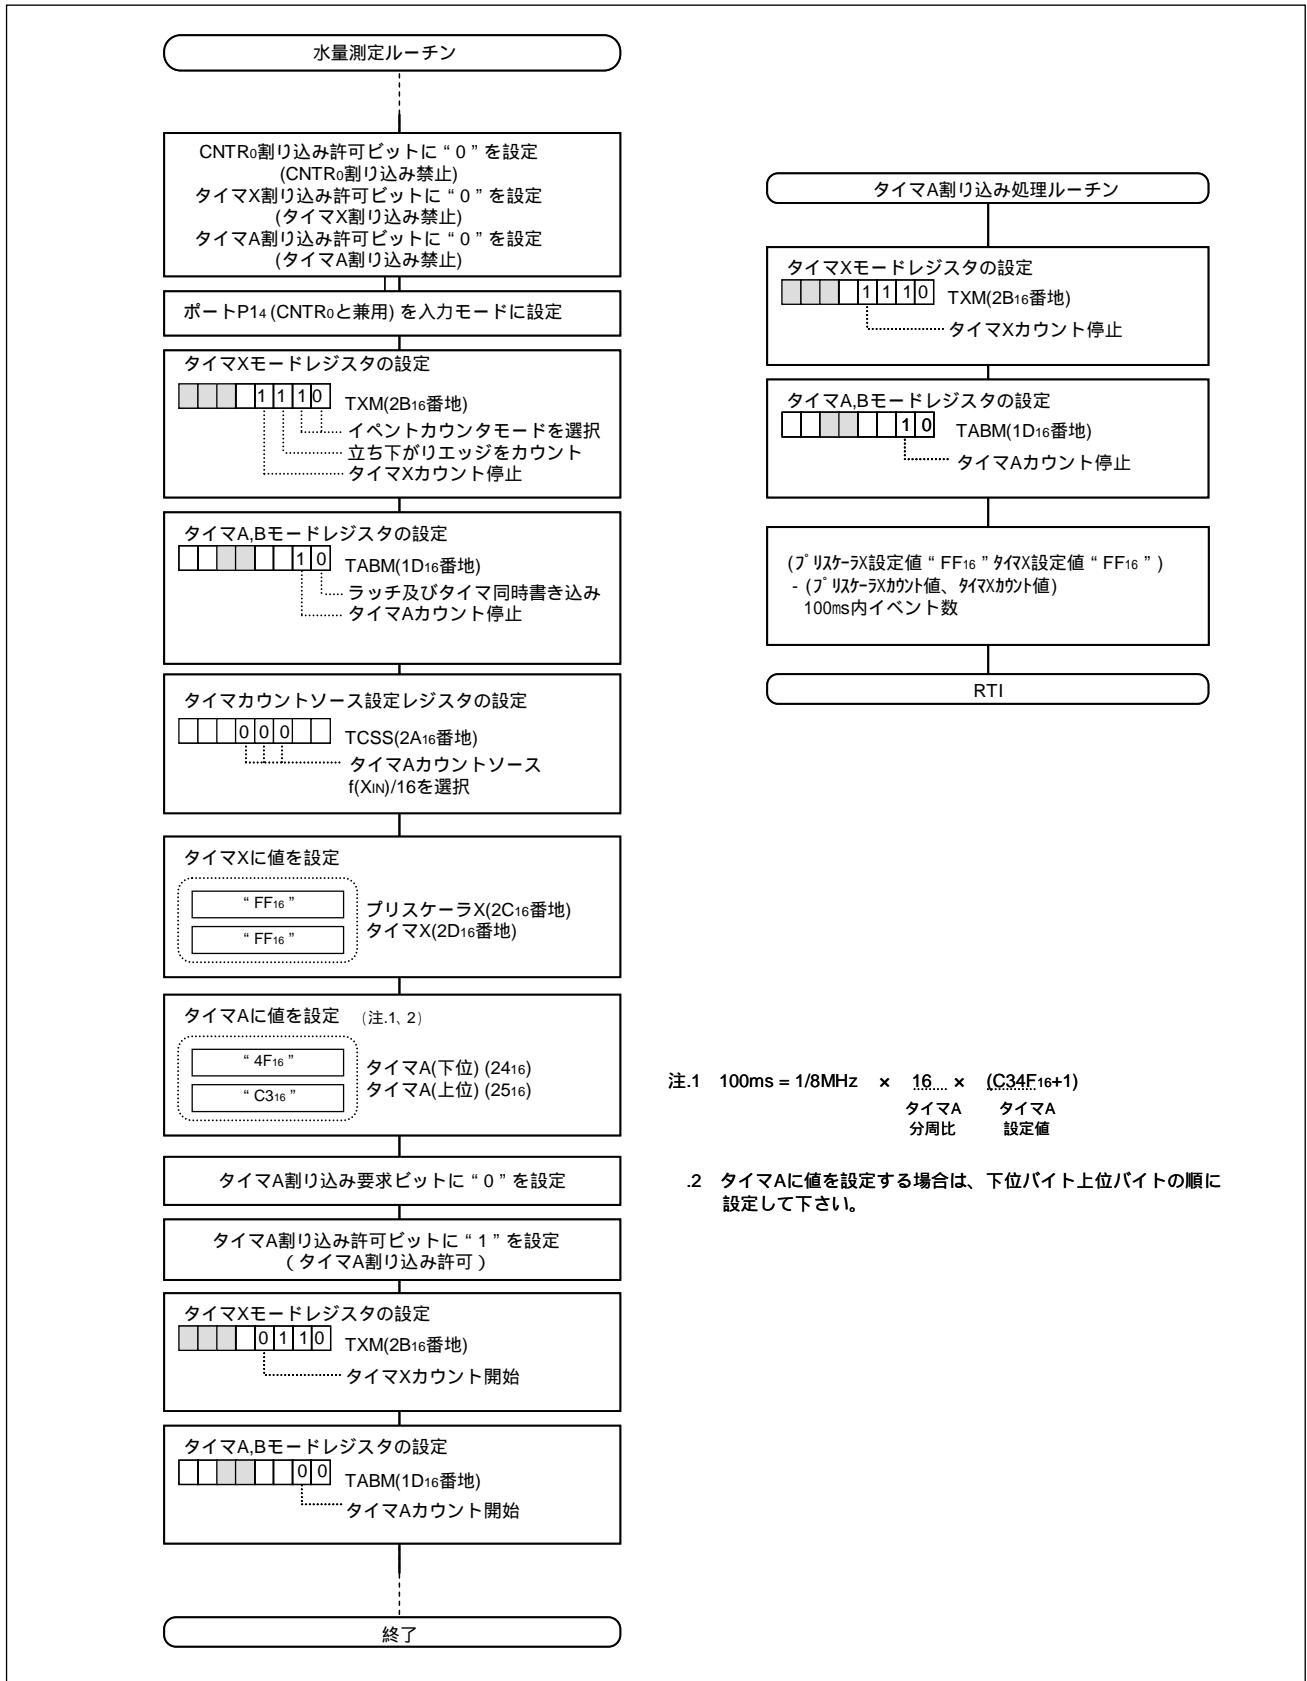 水量測定ルーチン
CNTR0割り込み許可ビットに“0”を設定
(CNTR0割り込み禁止)
タイマX割り込み許可ビットに“0”を設定
(タイマX割り込み禁止)
タイマA割り込み許可ビットに“0”を設定
(タイマA割り込み禁止)
ポートP14 (CNTR0と兼用) を入力モードに設定
タイマXモードレジスタの設定
1 1 1 0 TXM(2B16番地)
イベントカウンタモードを選択
立ち下がりエッジをカウント
タイマXカウント停止
タイマA,Bモードレジスタの設定
1 0 TABM(1D16番地)
ラッチ及びタイマ同時書き込み
タイマAカウント停止
タイマカウントソース設定レジスタの設定
0 0 0 TCSS(2A16番地)
タイマAカウントソース
f(XIN)/16を選択
タイマXに値を設定
“FF16” プリスケーラX(2C16番地)
“FF16” タイマX(2D16番地)
タイマAに値を設定 (注.1、2)
“4F16” タイマA(下位) (2416)
“C316” タイマA(上位) (2516)
タイマA割り込み要求ビットに“0”を設定
タイマA割り込み許可ビットに“1”を設定
(タイマA割り込み許可)
タイマXモードレジスタの設定
0 1 1 0 TXM(2B16番地)
タイマXカウント開始
タイマA,Bモードレジスタの設定
0 0 TABM(1D16番地)
タイマAカウント開始
終了
タイマA割り込み処理ルーチン
タイマXモードレジスタの設定
1 1 1 0 TXM(2B16番地)
タイマXカウント停止
タイマA,Bモードレジスタの設定
1 0 TABM(1D16番地)
タイマAカウント停止
(プリスケーラX設定値“FF16”タイマX設定値“FF16”)
- (プリスケーラXカウント値、タイマXカウント値)
100ms内イベント数
RTI
注.1 100ms = 1/8MHz × 16 × (C34F16+1)
タイマA タイマA
分周比 設定値
.2 タイマAに値を設定する場合は、下位バイト上位バイトの順に
設定して下さい。